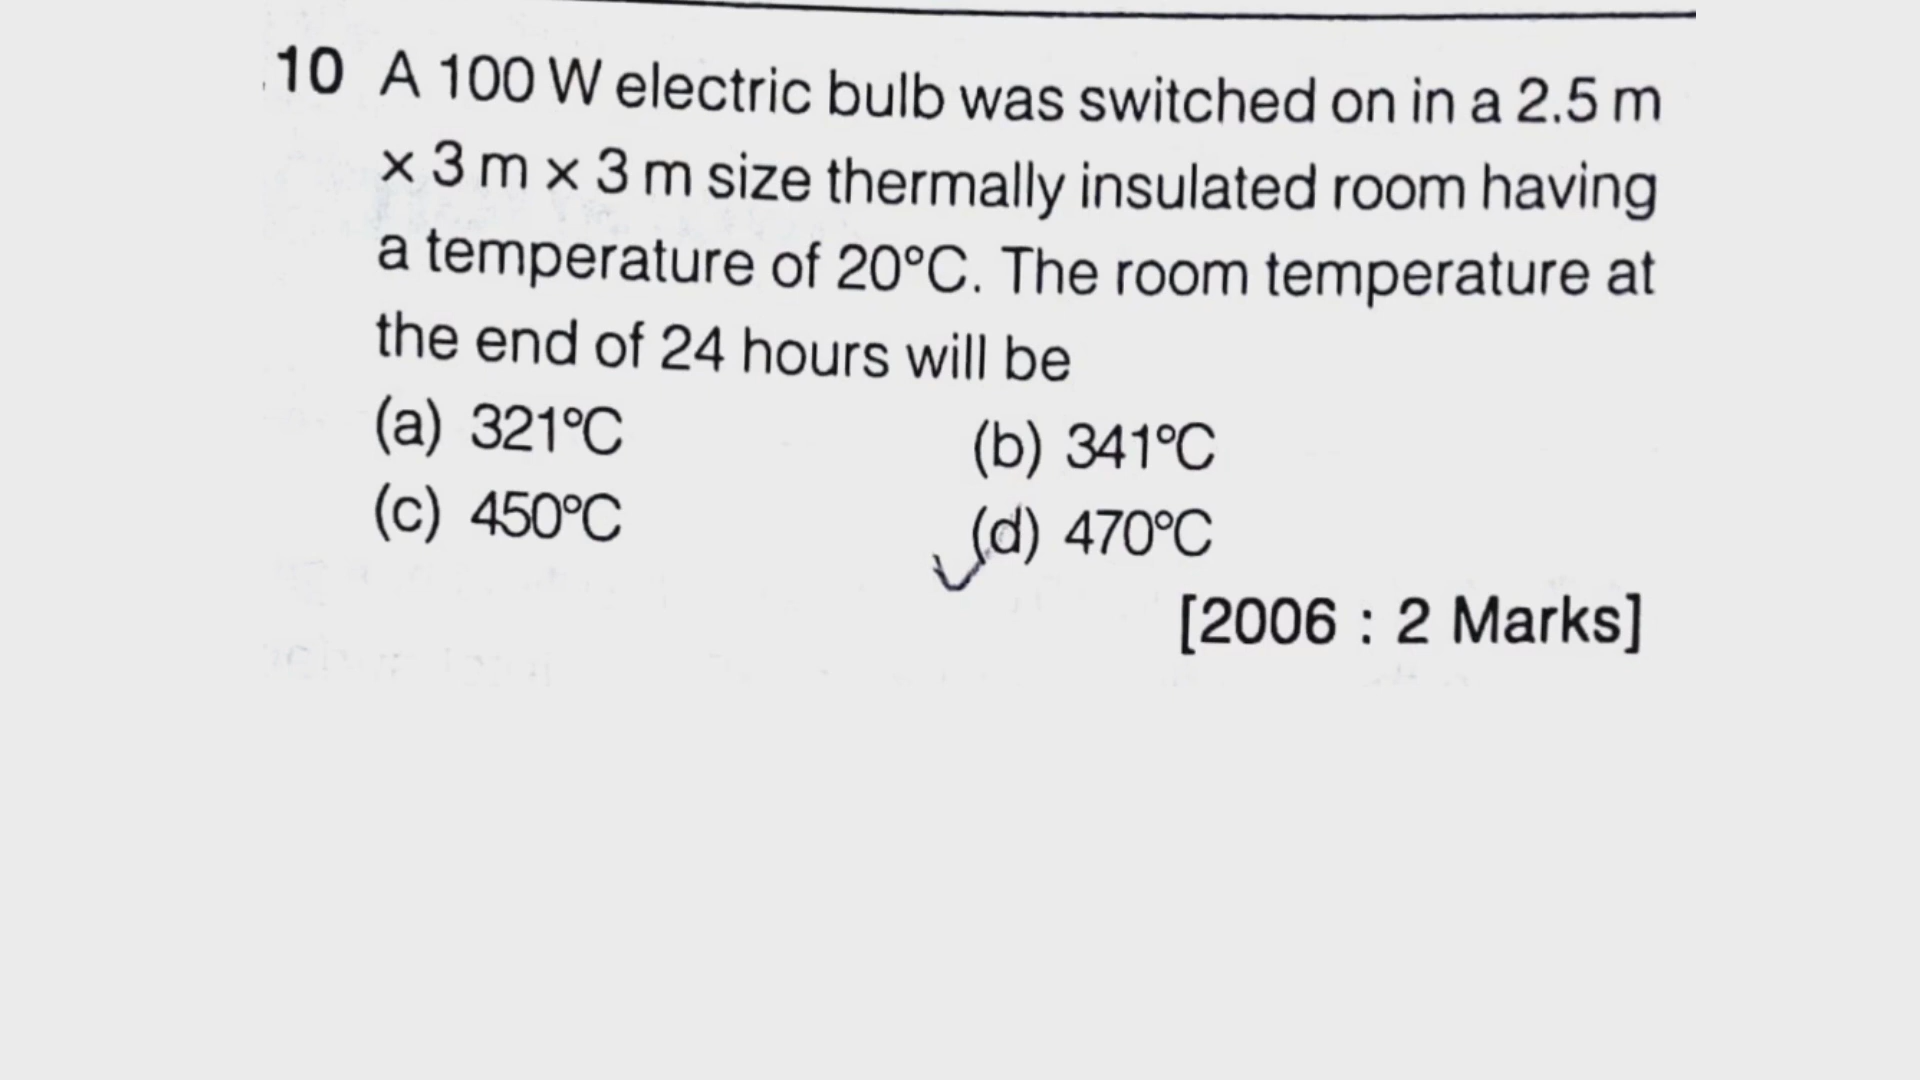 10 A 100 W electric bulb was switched on in a 2.5 m
× 3 m × 3 m size thermally insulated room having
a temperature of 20°C. The room temperature at
the end of 24 hours will be
(a) 321°C (b) 341°C
(c) 450°C (d) 470°C
[2006 : 2 Marks]